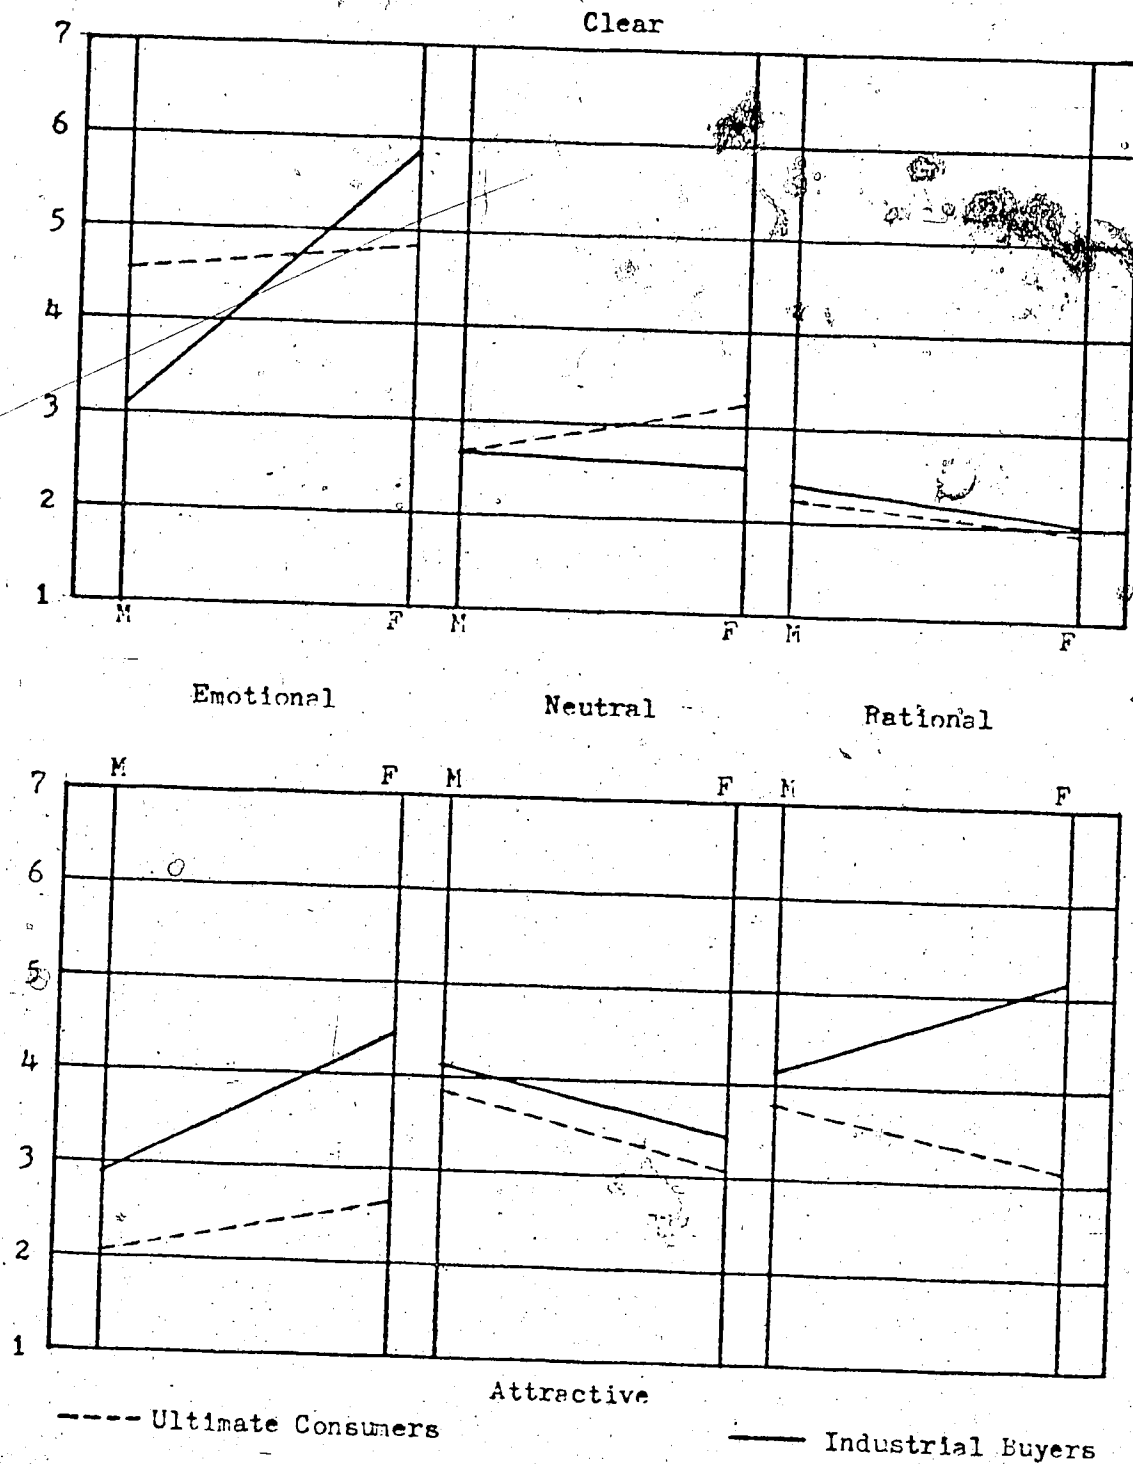 Clear
7
6
5
4
3
2
1
M F M F M F
Emotional Neutral Rational
M F M F M F
7
6
5
4
3
2
1
Attractive
---- Ultimate Consumers
—— Industrial Buyers